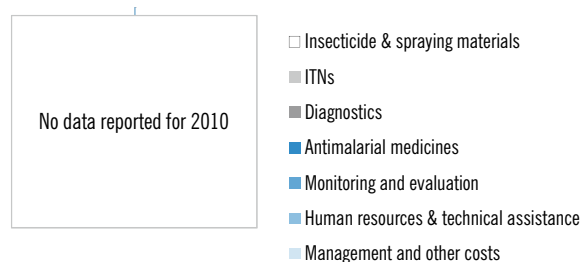 No data reported for 2010
Insecticide & spraying materials
ITNs
Diagnostics
Antimalarial medicines
Monitoring and evaluation
Human resources & technical assistance
Management and other costs